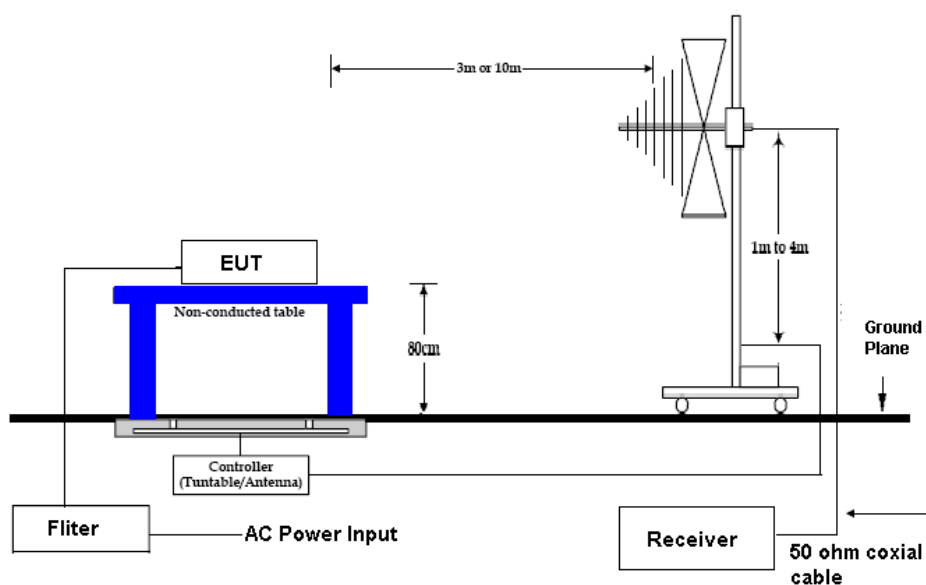 3m or 10m
EUT
1m to 4m
Non-conducted table
80cm
Ground
Plane
Controller
(Tuntable/Antenna)
Fliter
AC Power Input
Receiver
50 ohm coxial
cable